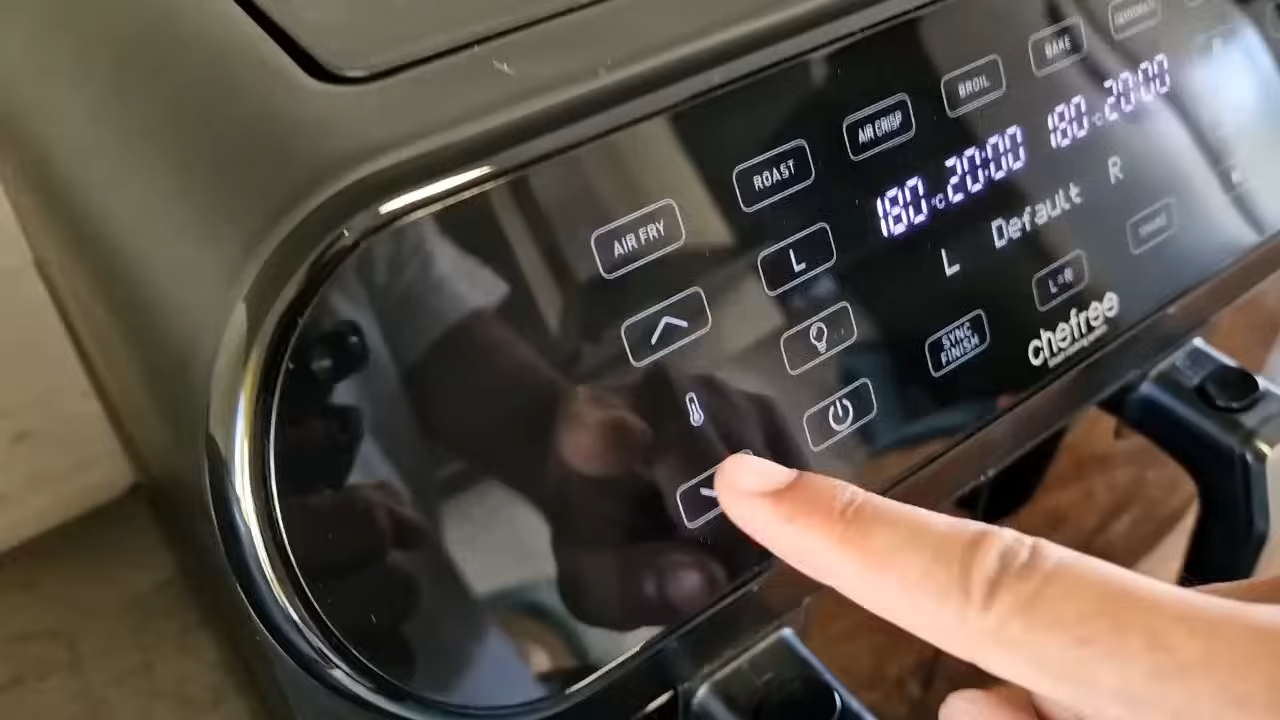 AIR FRY
ROAST
AIR CRISP
BROIL
BAKE
180°C 20:00
180°C 20:00
L
L
Default
R
SYNC
FINISH
L=R
chefree